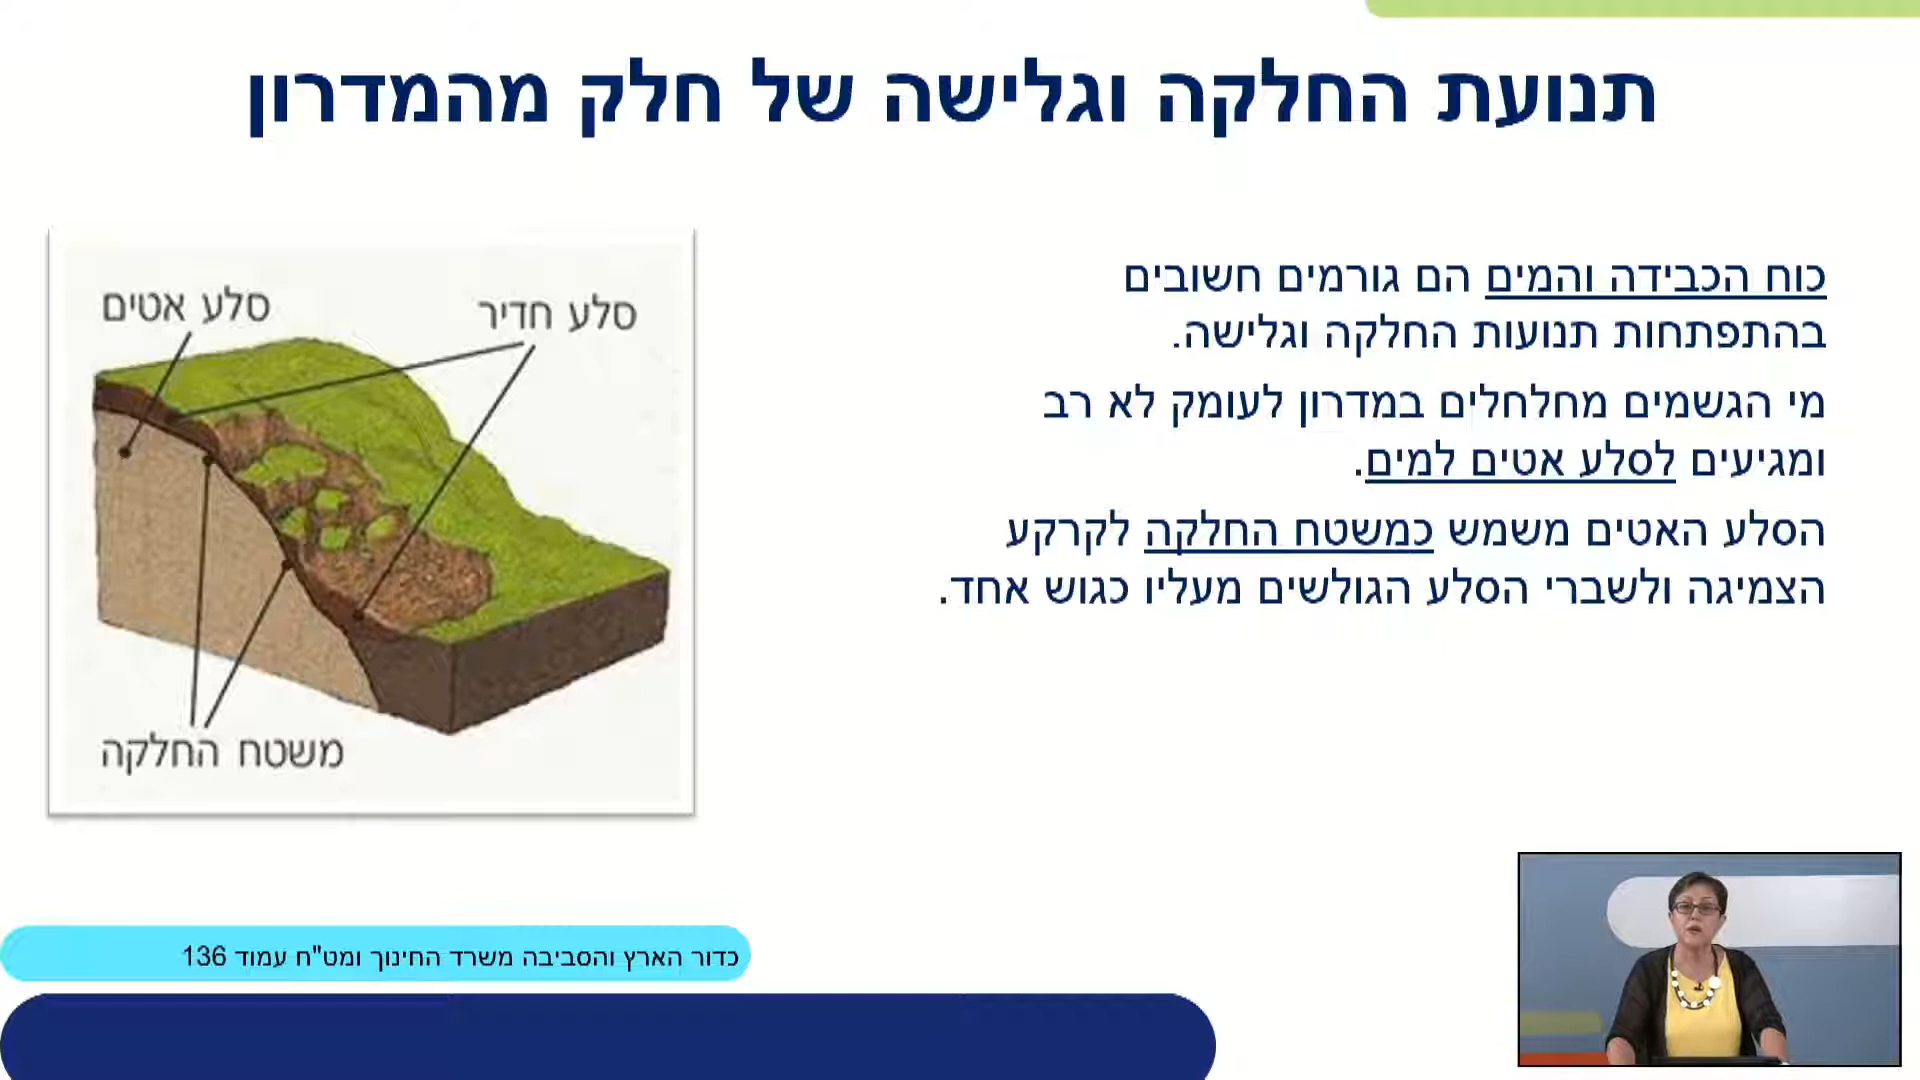 תנועת החלקה וגלישה של חלק מהמדרון
כוח הכבידה והמים הם גורמים חשובים
בהתפתחות תנועות החלקה וגלישה.
מי הגשמים מחלחלים במדרון לעומק לא רב
ומגיעים לסלע אטים למים.
הסלע האטים משמש כמשטח החלקה לקרקע
הצמיגה ולשברי הסלע הגולשים מעליו כגוש אחד.
סלע חדיר
סלע אטים
משטח החלקה
כדור הארץ והסביבה משרד החינוך ומט"ח עמוד 136